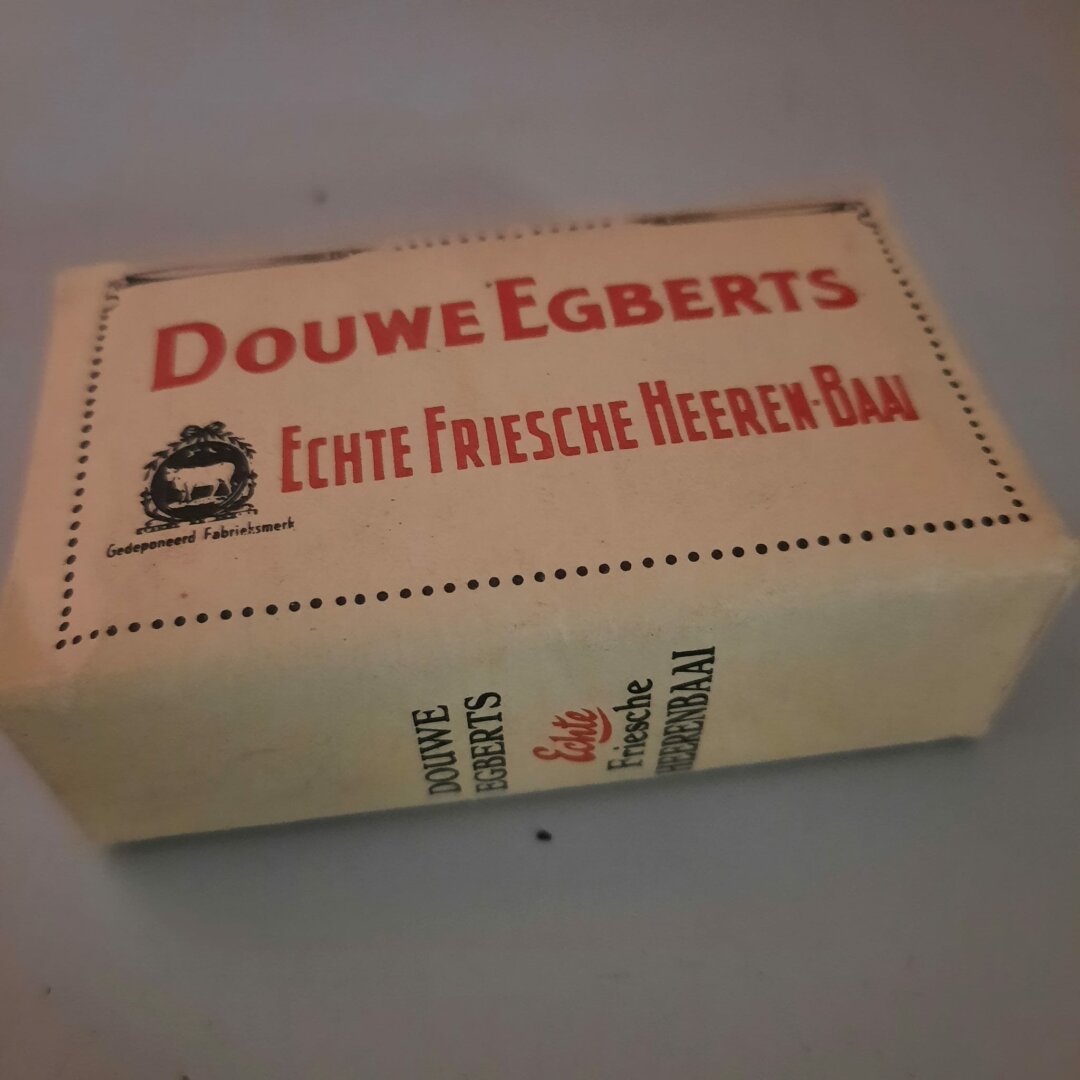 DOUWE EGBERTS
ECHTE FRIESCHE HEEREN-BAAI
Gedeponeerd Fabrieksmerk
DOUWE
EGBERTS
Echte
Friesche
HEERENBAAI